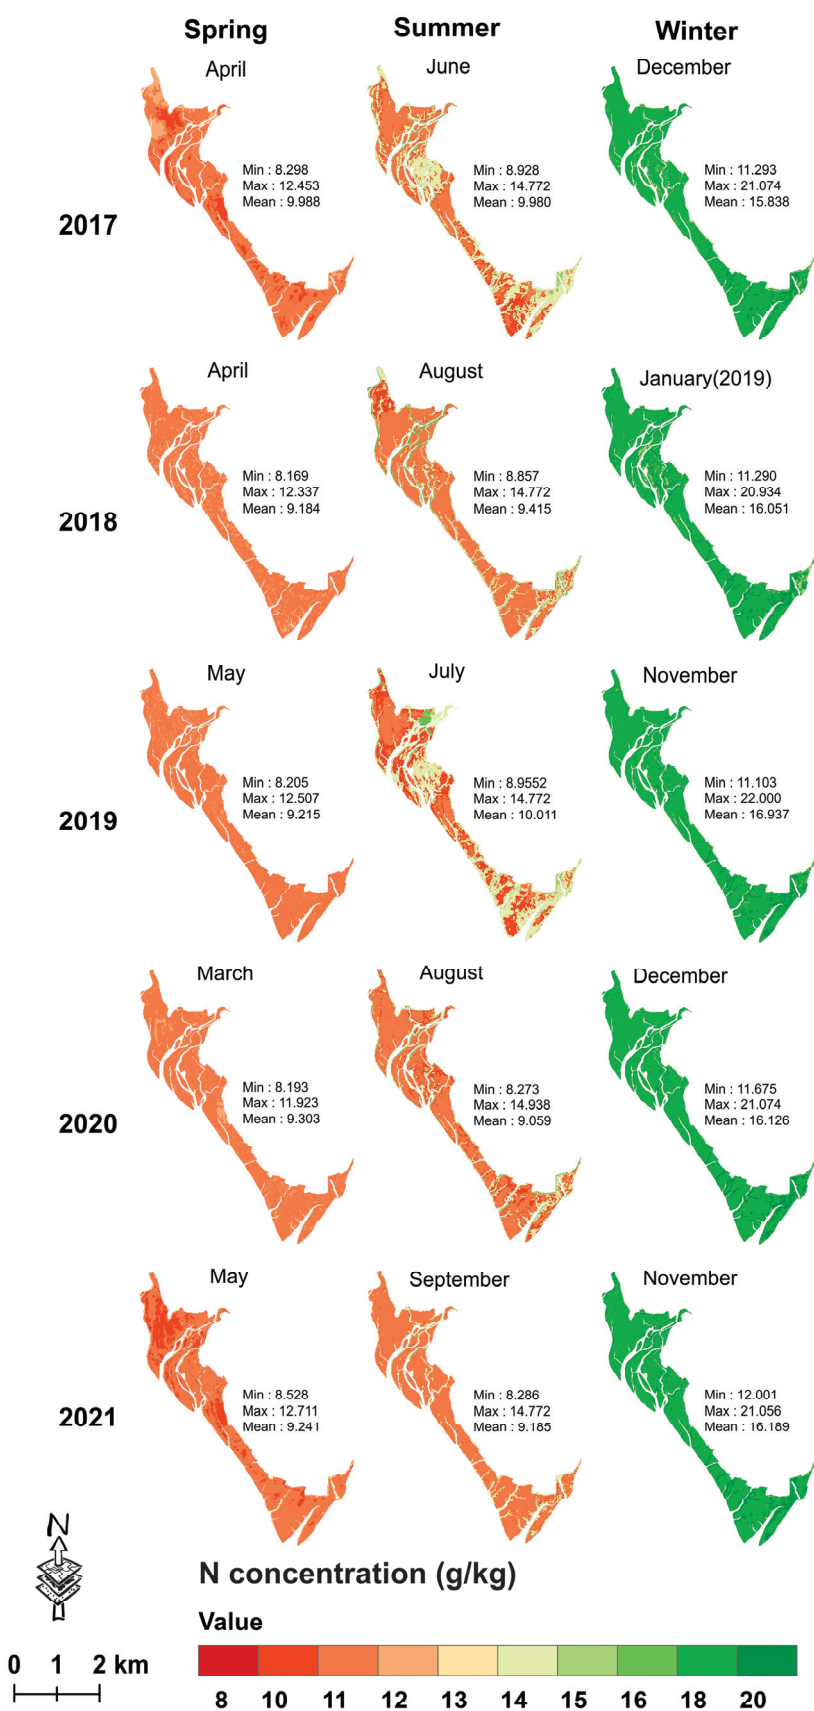 Spring Summer Winter
April June December
Min : 8.298
Max : 12.453
Mean : 9.988
Min : 8.928
Max : 14.772
Mean : 9.980
Min : 11.293
Max : 21.074
Mean : 15.838
2017
April August January(2019)
Min : 8.169
Max : 12.337
Mean : 9.184
Min : 8.857
Max : 14.772
Mean : 9.415
Min : 11.290
Max : 20.934
Mean : 16.051
2018
May July November
Min : 8.205
Max : 12.507
Mean : 9.215
Min : 8.9552
Max : 14.772
Mean : 10.011
Min : 11.103
Max : 22.000
Mean : 16.937
2019
March August December
Min : 8.193
Max : 11.923
Mean : 9.303
Min : 8.273
Max : 14.938
Mean : 9.059
Min : 11.675
Max : 21.074
Mean : 16.126
2020
May September November
Min : 8.528
Max : 12.711
Mean : 9.241
Min : 8.286
Max : 14.772
Mean : 9.185
Min : 12.001
Max : 21.056
Mean : 16.189
2021
N
N concentration (g/kg)
Value
0 1 2 km
8 10 11 12 13 14 15 16 18 20